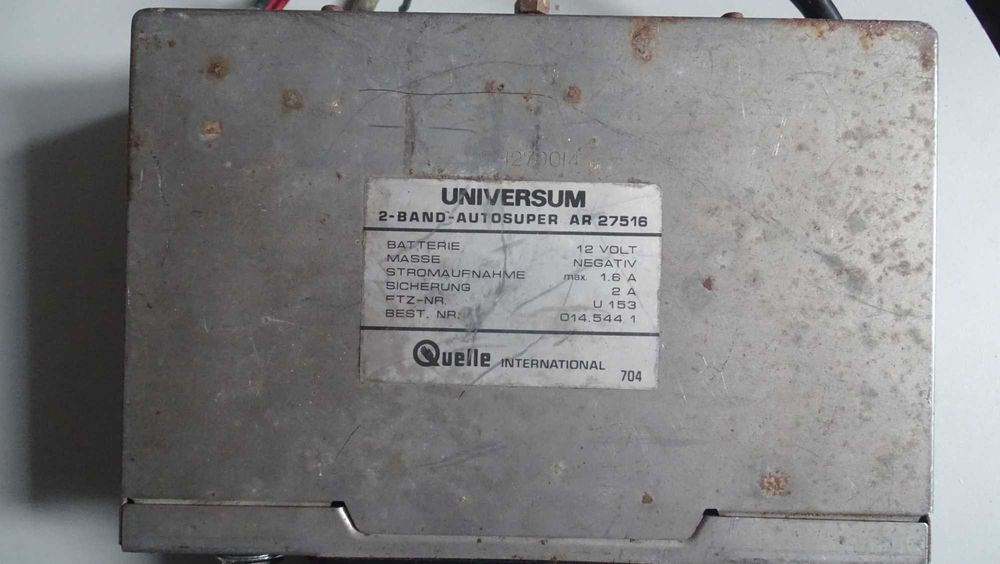 1270014
UNIVERSUM
2-BAND-AUTOSUPER AR 27516
BATTERIE 12 VOLT
MASSE NEGATIV
STROMAUFNAHME max. 1.6 A
SICHERUNG 2 A
FTZ-NR. U 153
BEST. NR. 014.544 1
Quelle INTERNATIONAL
704